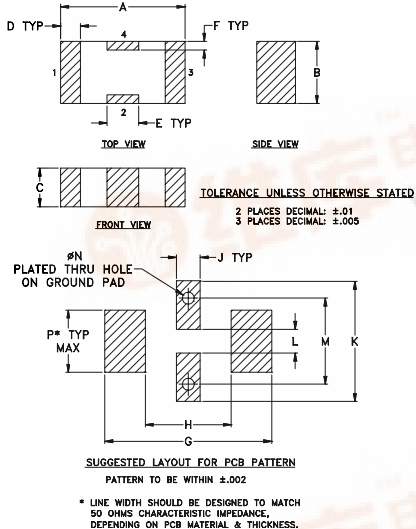 A
D TYP
F TYP
4
1
3
B
2
E TYP
TOP VIEW
SIDE VIEW
C
TOLERANCE UNLESS OTHERWISE STATED
2 PLACES DECIMAL: ±.01
3 PLACES DECIMAL: ±.005
FRONT VIEW
øN
PLATED THRU HOLE
ON GROUND PAD
J TYP
P* TYP
MAX
L
M
K
H
G
SUGGESTED LAYOUT FOR PCB PATTERN
PATTERN TO BE WITHIN ±.002
* LINE WIDTH SHOULD BE DESIGNED TO MATCH
50 OHMS CHARACTERISTIC IMPEDANCE,
DEPENDING ON PCB MATERIAL & THICKNESS.